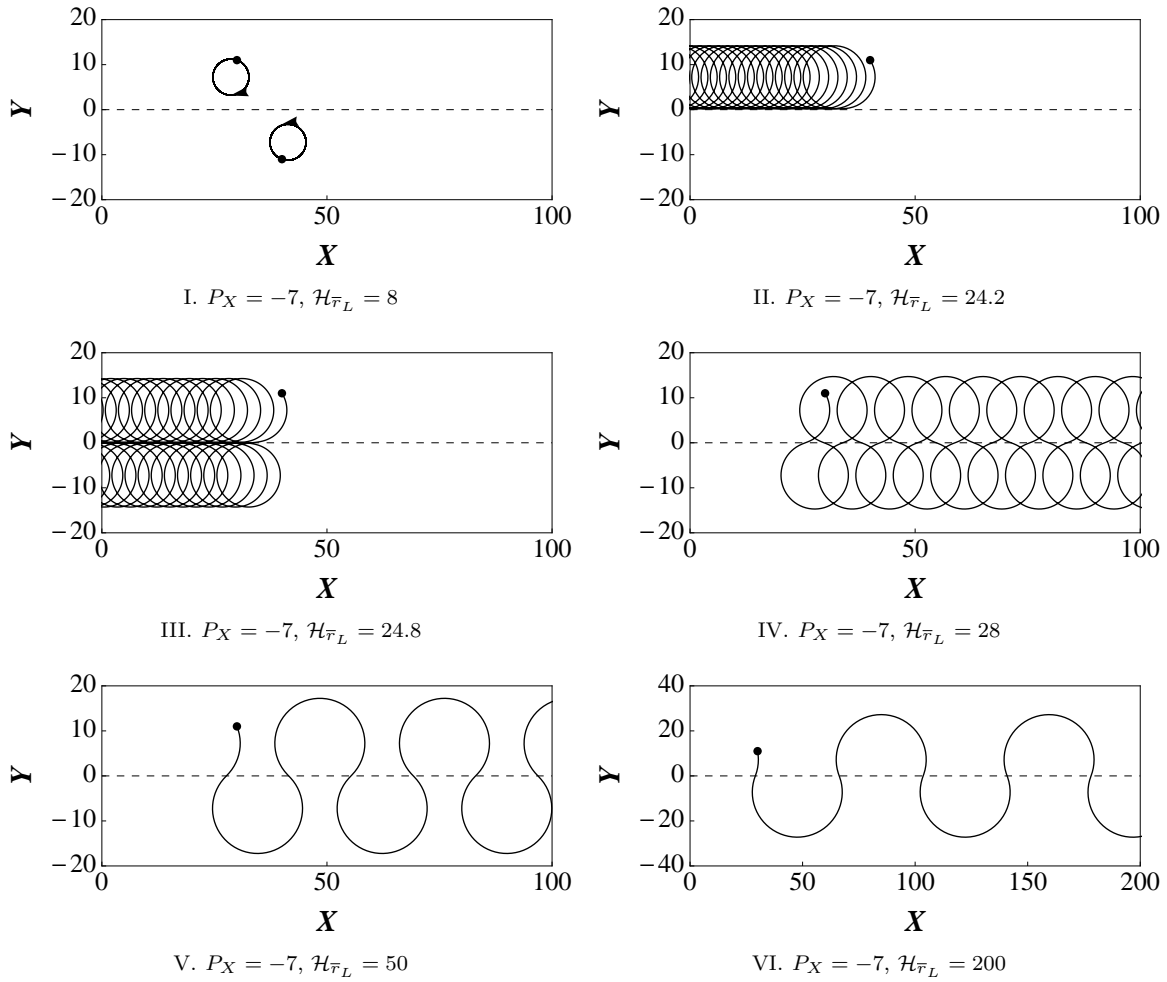 20
10
0
−10
−20
Y
0 50 100
X
I. P_X = −7, ℋ_{r̄_L} = 8
20
10
0
−10
−20
Y
0 50 100
X
II. P_X = −7, ℋ_{r̄_L} = 24.2
20
10
0
−10
−20
Y
0 50 100
X
III. P_X = −7, ℋ_{r̄_L} = 24.8
20
10
0
−10
−20
Y
0 50 100
X
IV. P_X = −7, ℋ_{r̄_L} = 28
20
10
0
−10
−20
Y
0 50 100
X
V. P_X = −7, ℋ_{r̄_L} = 50
40
20
0
−20
−40
Y
0 50 100 150 200
X
VI. P_X = −7, ℋ_{r̄_L} = 200